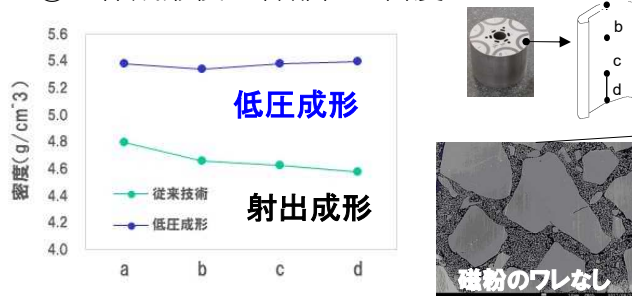 5.6
5.4
5.2
5.0
4.8
4.6
4.4
4.2
4.0
密度(g/cm^3)
低圧成形
射出成形
従来技術
低圧成形
a
b
c
d
b
c
d
磁粉のワレなし